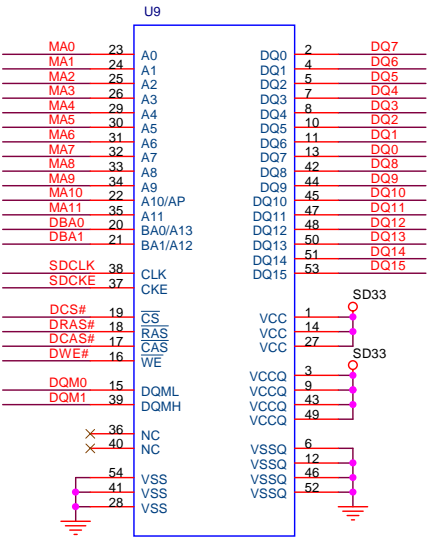 U9
MA0 23 A0 DQ0 2 DQ7
MA1 24 A1 DQ1 4 DQ6
MA2 25 A2 DQ2 5 DQ5
MA3 26 A3 DQ3 7 DQ4
MA4 29 A4 DQ4 8 DQ3
MA5 30 A5 DQ5 10 DQ2
MA6 31 A6 DQ6 11 DQ1
MA7 32 A7 DQ7 13 DQ0
MA8 33 A8 DQ8 42 DQ8
MA9 34 A9 DQ9 44 DQ9
MA10 22 A10/AP DQ10 45 DQ10
MA11 35 A11 DQ11 47 DQ11
DBA0 20 BA0/A13 DQ12 48 DQ12
DBA1 21 BA1/A12 DQ13 50 DQ13
DQ14 51 DQ14
SDCLK 38 CLK DQ15 53 DQ15
SDCKE 37 CKE
SD33
DCS# 19 CS VCC 1
DRAS# 18 RAS VCC 14
DCAS# 17 CAS VCC 27
DWE# 16 WE
SD33
VCCQ 3
DQM0 15 DQML VCCQ 9
DQM1 39 DQMH VCCQ 43
VCCQ 49
36 NC
40 NC VSSQ 6
VSSQ 12
54 VSS VSSQ 46
41 VSS VSSQ 52
28 VSS